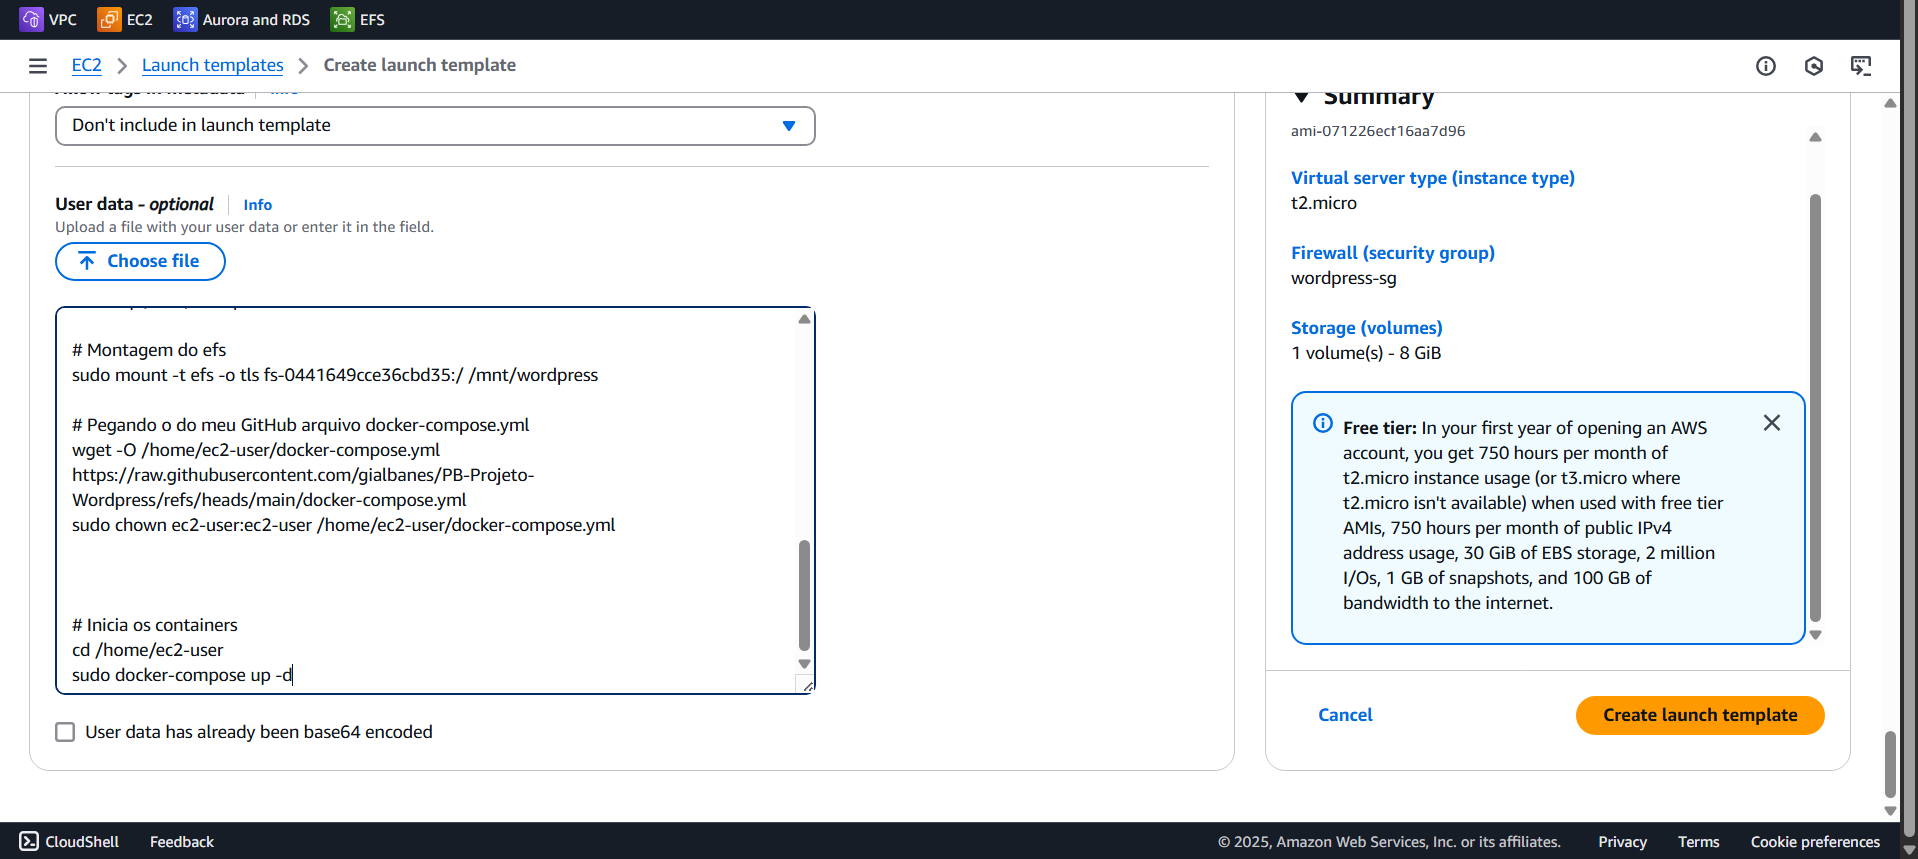 VPC EC2 Aurora and RDS EFS
EC2 > Launch templates > Create launch template
Don't include in launch template
User data - optional Info
Upload a file with your user data or enter it in the field.
Choose file
# Montagem do efs
sudo mount -t efs -o tls fs-0441649cce36cbd35:/ /mnt/wordpress
# Pegando o do meu GitHub arquivo docker-compose.yml
wget -O /home/ec2-user/docker-compose.yml
https://raw.githubusercontent.com/gialbanes/PB-Projeto-
Wordpress/refs/heads/main/docker-compose.yml
sudo chown ec2-user:ec2-user /home/ec2-user/docker-compose.yml
# Inicia os containers
cd /home/ec2-user
sudo docker-compose up -d
User data has already been base64 encoded
Summary
ami-071226ecf16aa7d96
Virtual server type (instance type)
t2.micro
Firewall (security group)
wordpress-sg
Storage (volumes)
1 volume(s) - 8 GiB
Free tier: In your first year of opening an AWS
account, you get 750 hours per month of
t2.micro instance usage (or t3.micro where
t2.micro isn't available) when used with free tier
AMIs, 750 hours per month of public IPv4
address usage, 30 GiB of EBS storage, 2 million
I/Os, 1 GB of snapshots, and 100 GB of
bandwidth to the internet.
Cancel
Create launch template
CloudShell Feedback
© 2025, Amazon Web Services, Inc. or its affiliates. Privacy Terms Cookie preferences